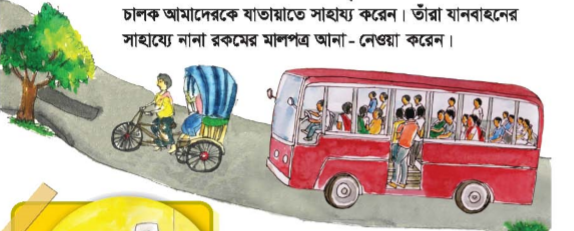 চালক আমাদেরকে যাতায়াতে সাহায্য করেন। তাঁরা যানবাহনের
সাহায্যে নানা রকমের মালপত্র আনা- নেওয়া করেন।